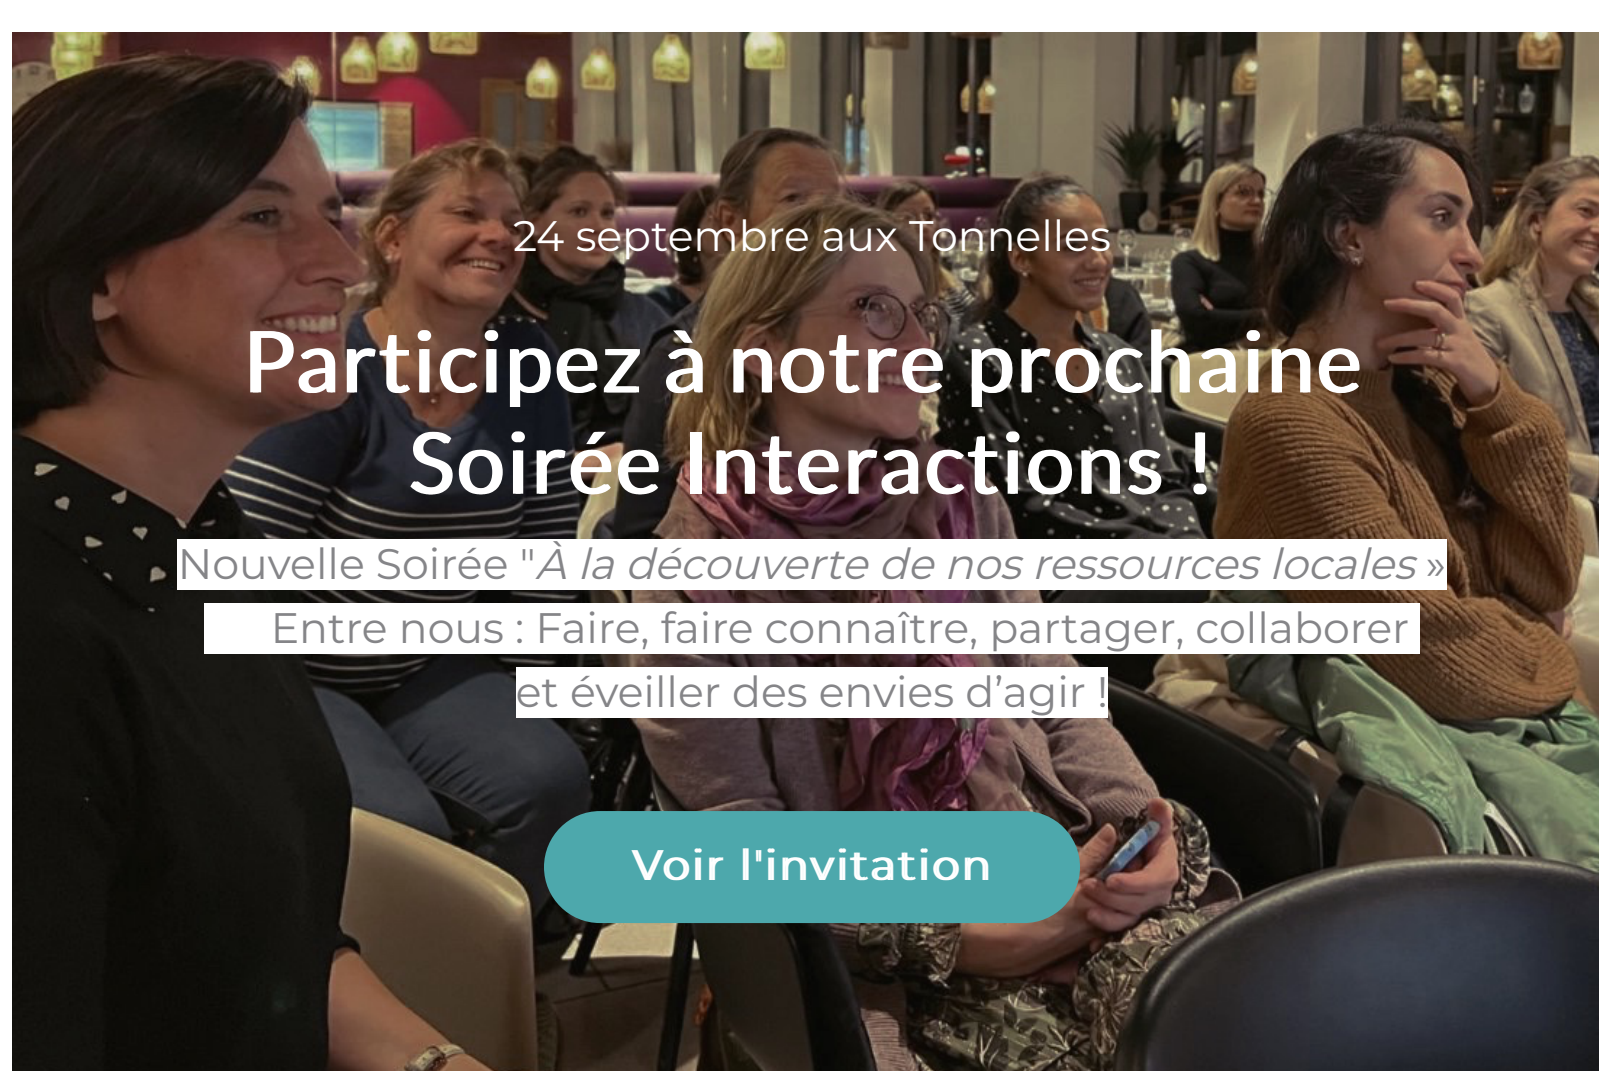 24 septembre aux Tonnelles
Participez à notre prochaine
Soirée Interactions !
Nouvelle Soirée "À la découverte de nos ressources locales »
Entre nous : Faire, faire connaître, partager, collaborer
et éveiller des envies d’agir !
Voir l'invitation